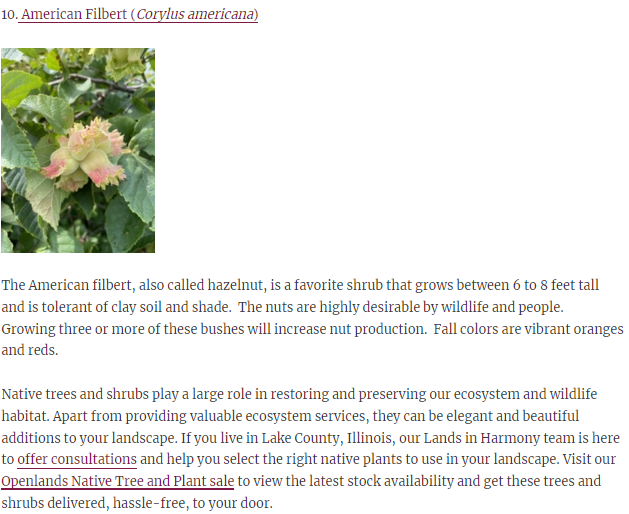 10. American Filbert (Corylus americana)
The American filbert, also called hazelnut, is a favorite shrub that grows between 6 to 8 feet tall
and is tolerant of clay soil and shade.  The nuts are highly desirable by wildlife and people.
Growing three or more of these bushes will increase nut production.  Fall colors are vibrant oranges
and reds.
Native trees and shrubs play a large role in restoring and preserving our ecosystem and wildlife
habitat. Apart from providing valuable ecosystem services, they can be elegant and beautiful
additions to your landscape. If you live in Lake County, Illinois, our Lands in Harmony team is here
to offer consultations and help you select the right native plants to use in your landscape. Visit our
Openlands Native Tree and Plant sale to view the latest stock availability and get these trees and
shrubs delivered, hassle-free, to your door.